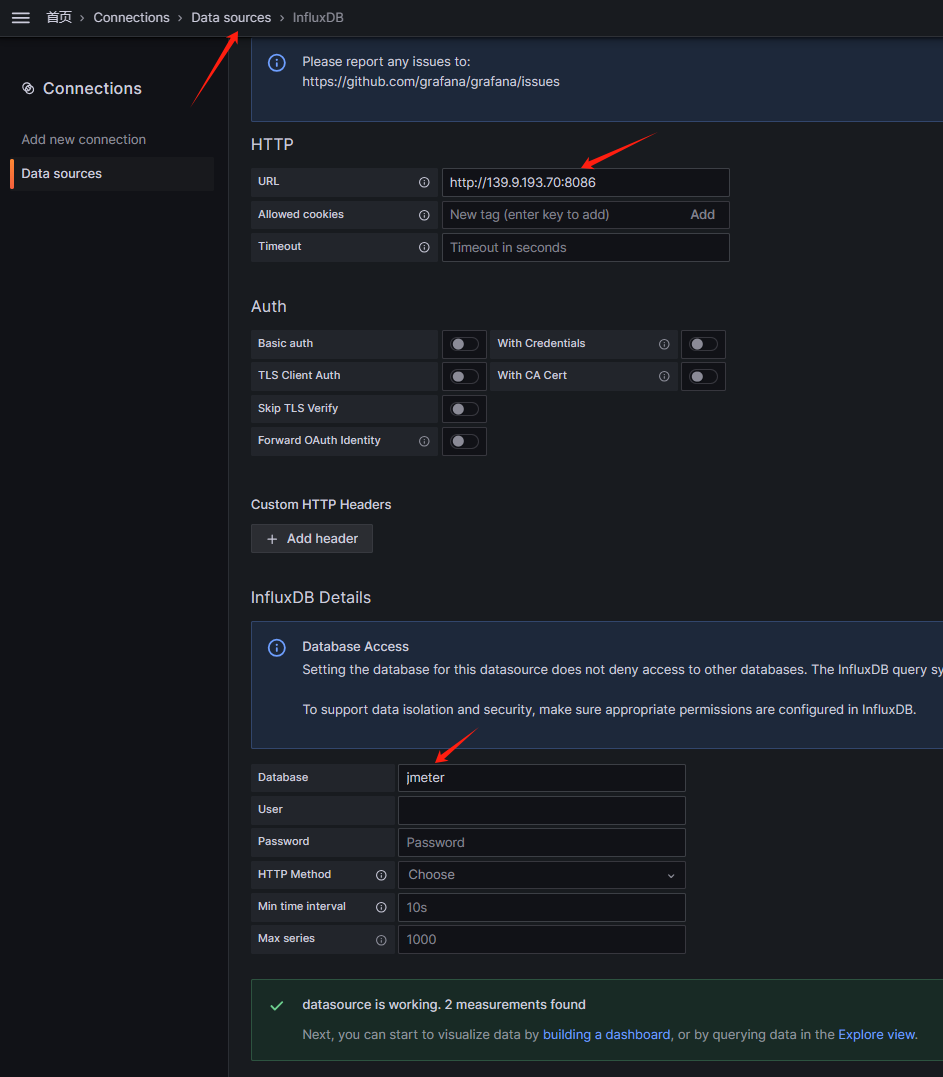 首页 › Connections › Data sources › InfluxDB
Connections
Add new connection
Data sources
Please report any issues to:
https://github.com/grafana/grafana/issues
HTTP
URL http://139.9.193.70:8086
Allowed cookies New tag (enter key to add) Add
Timeout Timeout in seconds
Auth
Basic auth With Credentials
TLS Client Auth With CA Cert
Skip TLS Verify
Forward OAuth Identity
Custom HTTP Headers
+ Add header
InfluxDB Details
Database Access
Setting the database for this datasource does not deny access to other databases. The InfluxDB query sy
To support data isolation and security, make sure appropriate permissions are configured in InfluxDB.
Database jmeter
User
Password Password
HTTP Method Choose
Min time interval 10s
Max series 1000
datasource is working. 2 measurements found
Next, you can start to visualize data by building a dashboard, or by querying data in the Explore view.